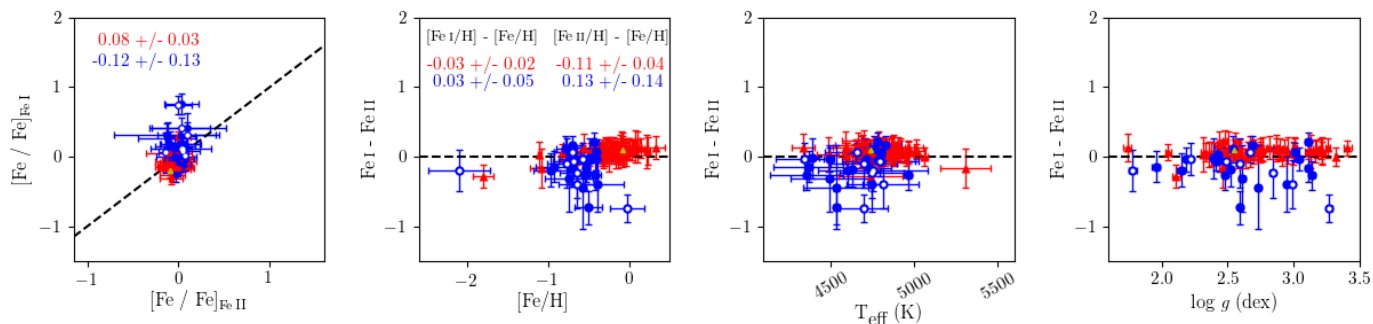 2
1
0
−1
[Fe / Fe]Fe I
0.08 +/- 0.03
-0.12 +/- 0.13
−1
0
1
[Fe / Fe]Fe II
2
1
0
−1
Fe I - Fe II
[Fe I/H] - [Fe/H] [Fe II/H] - [Fe/H]
-0.03 +/- 0.02 -0.11 +/- 0.04
0.03 +/- 0.05 0.13 +/- 0.14
−2
−1
0
[Fe/H]
2
1
0
−1
Fe I - Fe II
4500
5000
5500
Teff (K)
2
1
0
−1
Fe I - Fe II
2.0
2.5
3.0
3.5
log g (dex)